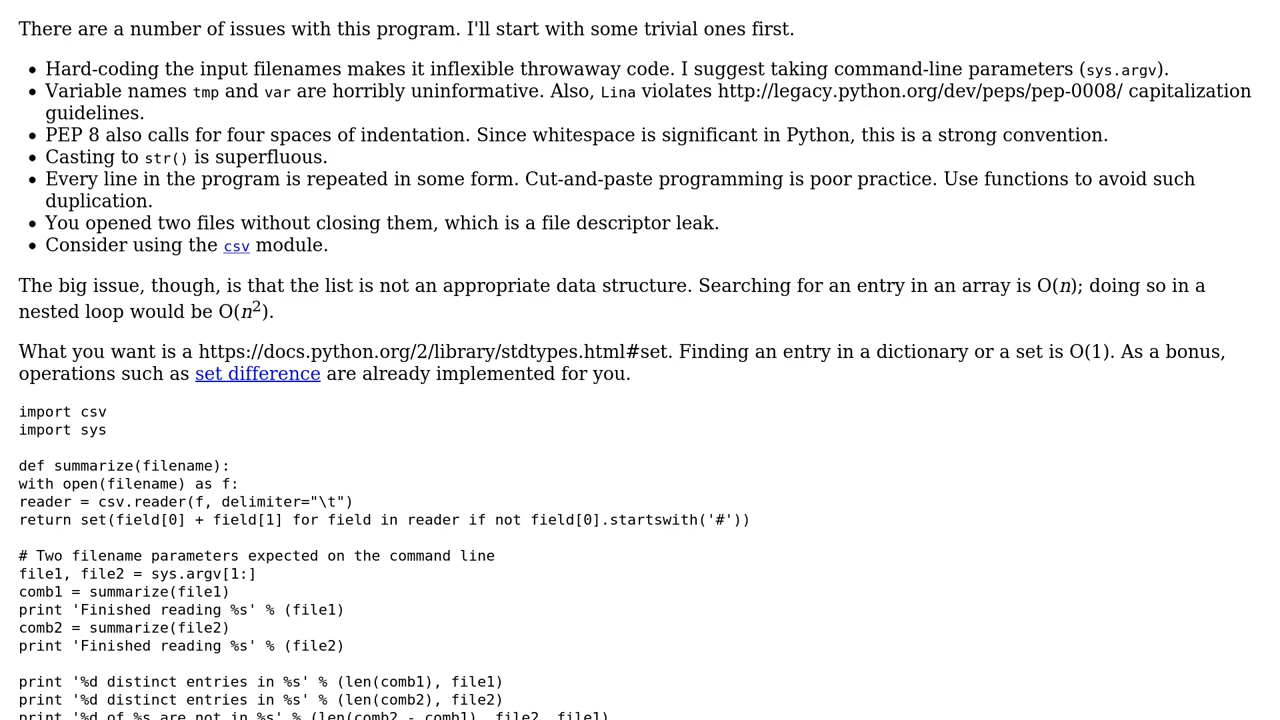 There are a number of issues with this program. I'll start with some trivial ones first.
• Hard-coding the input filenames makes it inflexible throwaway code. I suggest taking command-line parameters (sys.argv).
• Variable names tmp and var are horribly uninformative. Also, Lina violates http://legacy.python.org/dev/peps/pep-0008/ capitalization
guidelines.
• PEP 8 also calls for four spaces of indentation. Since whitespace is significant in Python, this is a strong convention.
• Casting to str() is superfluous.
• Every line in the program is repeated in some form. Cut-and-paste programming is poor practice. Use functions to avoid such
duplication.
• You opened two files without closing them, which is a file descriptor leak.
• Consider using the csv module.
The big issue, though, is that the list is not an appropriate data structure. Searching for an entry in an array is O(n); doing so in a
nested loop would be O(n²).
What you want is a https://docs.python.org/2/library/stdtypes.html#set. Finding an entry in a dictionary or a set is O(1). As a bonus,
operations such as set difference are already implemented for you.
import csv
import sys
def summarize(filename):
with open(filename) as f:
reader = csv.reader(f, delimiter="\t")
return set(field[0] + field[1] for field in reader if not field[0].startswith('#'))
# Two filename parameters expected on the command line
file1, file2 = sys.argv[1:]
comb1 = summarize(file1)
print 'Finished reading %s' % (file1)
comb2 = summarize(file2)
print 'Finished reading %s' % (file2)
print '%d distinct entries in %s' % (len(comb1), file1)
print '%d distinct entries in %s' % (len(comb2), file2)
print '%d of %s are not in %s' % (len(comb2 - comb1), file2, file1)